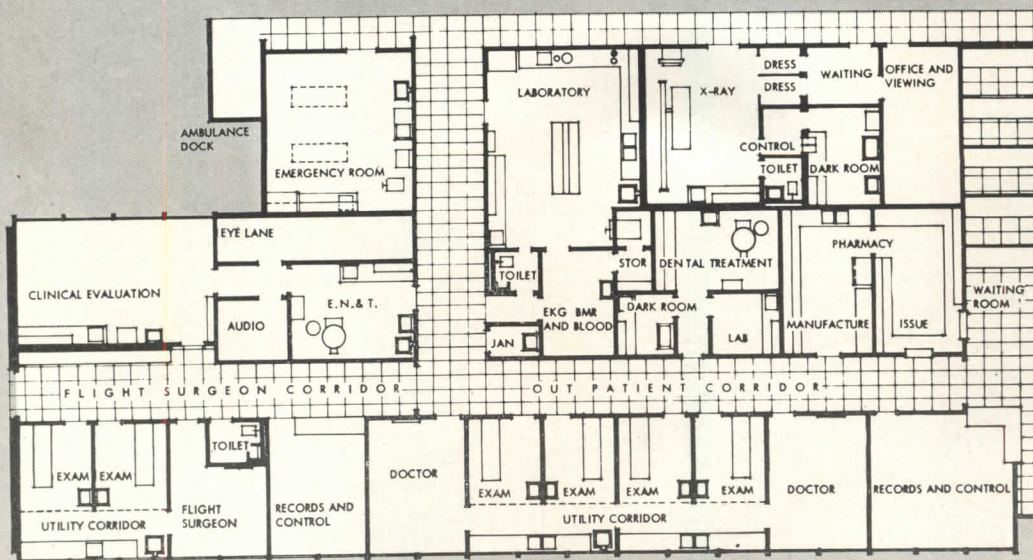 AMBULANCE
DOCK
EMERGENCY ROOM
LABORATORY
X-RAY
DRESS
DRESS
WAITING
OFFICE AND
VIEWING
CONTROL
TOILET
DARK ROOM
EYE LANE
CLINICAL EVALUATION
AUDIO
E.N.& T.
TOILET
STOR
DENTAL TREATMENT
DARK ROOM
EKG BMR
AND BLOOD
JAN
LAB
PHARMACY
MANUFACTURE
ISSUE
WAITING
ROOM
FLIGHT SURGEON CORRIDOR
OUT PATIENT CORRIDOR
EXAM
EXAM
UTILITY CORRIDOR
TOILET
FLIGHT
SURGEON
RECORDS AND
CONTROL
DOCTOR
EXAM
EXAM
EXAM
EXAM
UTILITY CORRIDOR
DOCTOR
RECORDS AND CONTROL